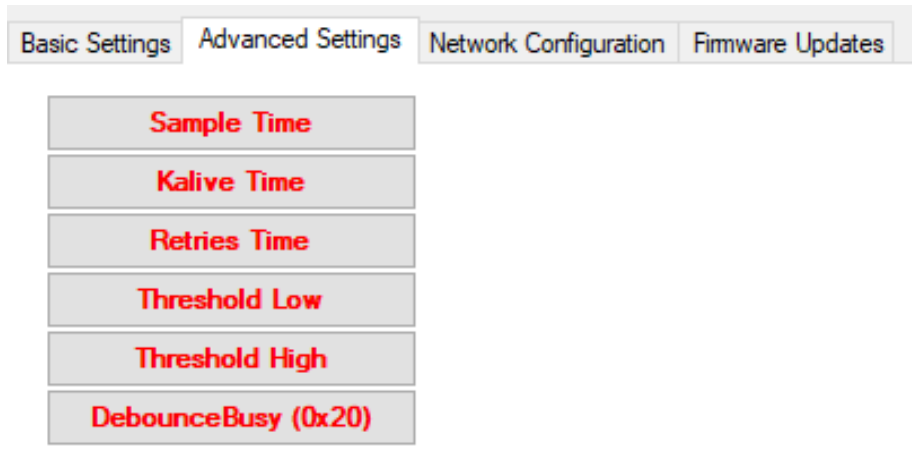 Basic Settings Advanced Settings Network Configuration Firmware Updates
Sample Time
Kalive Time
Retries Time
Threshold Low
Threshold High
DebounceBusy (0x20)